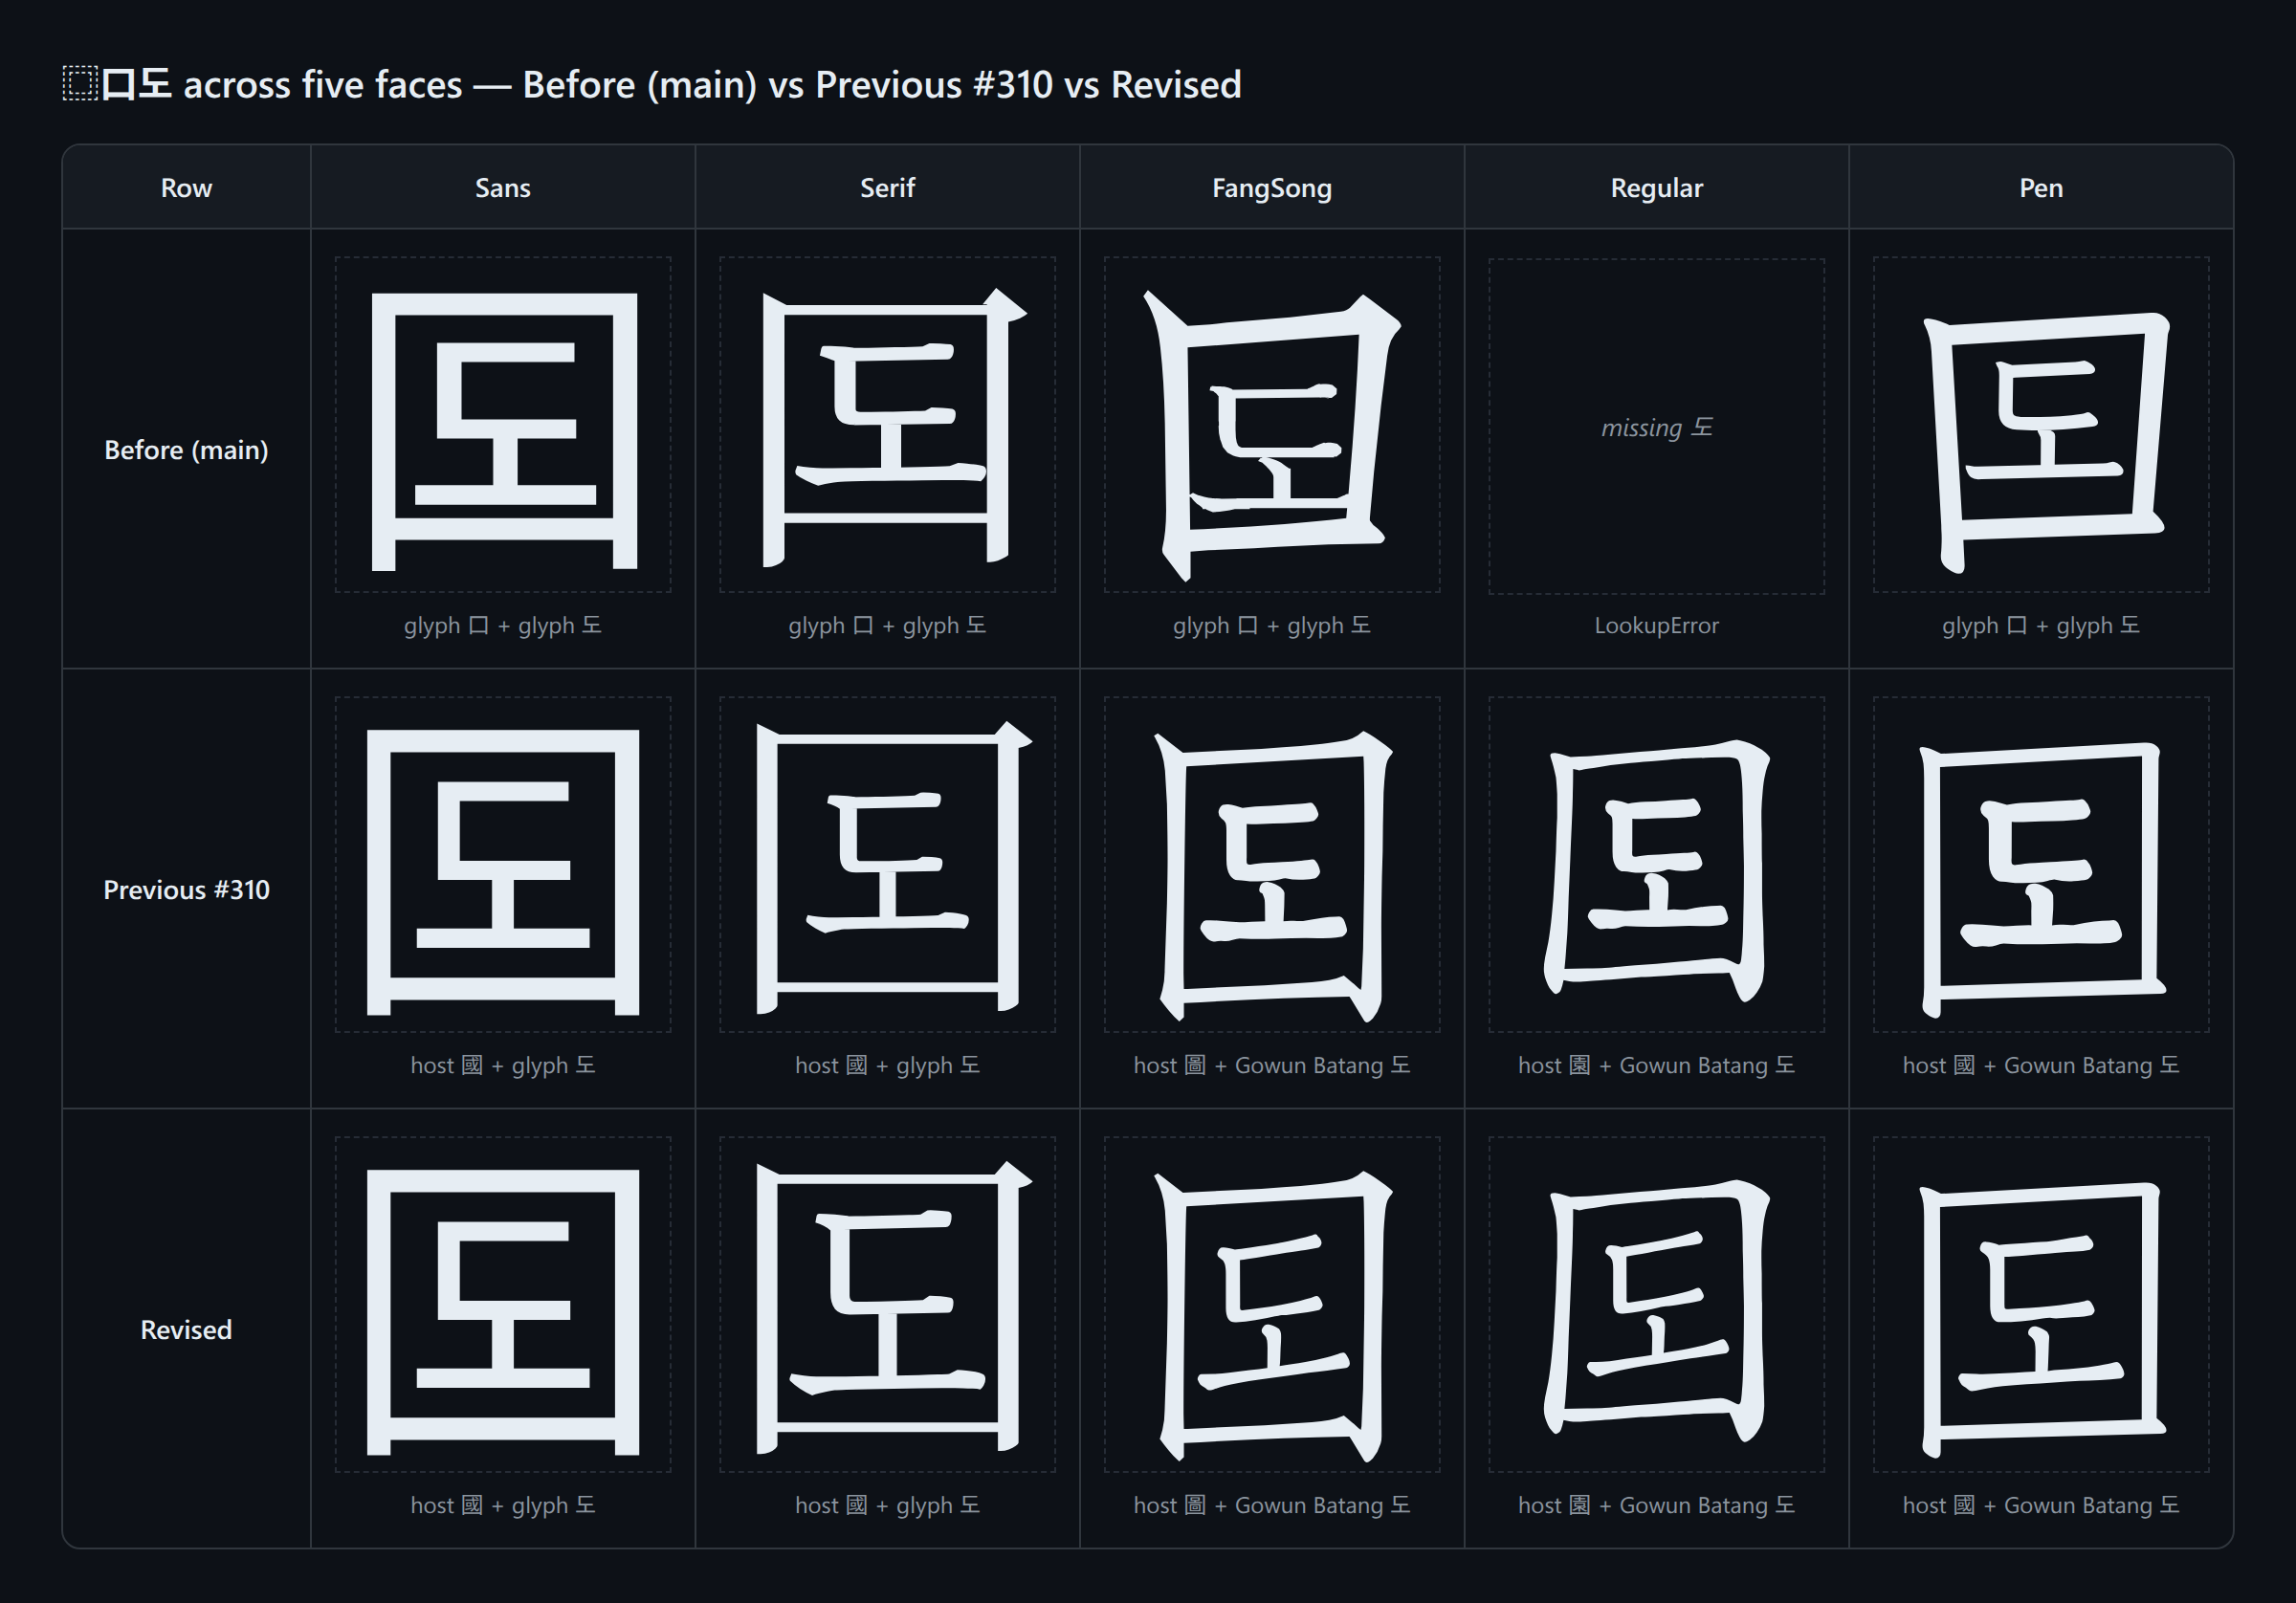 ⿴口도 across five faces — Before (main) vs Previous #310 vs Revised
Row Sans Serif FangSong Regular Pen
Before (main) missing 도
glyph 口 + glyph 도 glyph 口 + glyph 도 glyph 口 + glyph 도 LookupError glyph 口 + glyph 도
Previous #310
host 國 + glyph 도 host 國 + glyph 도 host 圖 + Gowun Batang 도 host 園 + Gowun Batang 도 host 國 + Gowun Batang 도
Revised
host 國 + glyph 도 host 國 + glyph 도 host 圖 + Gowun Batang 도 host 園 + Gowun Batang 도 host 國 + Gowun Batang 도